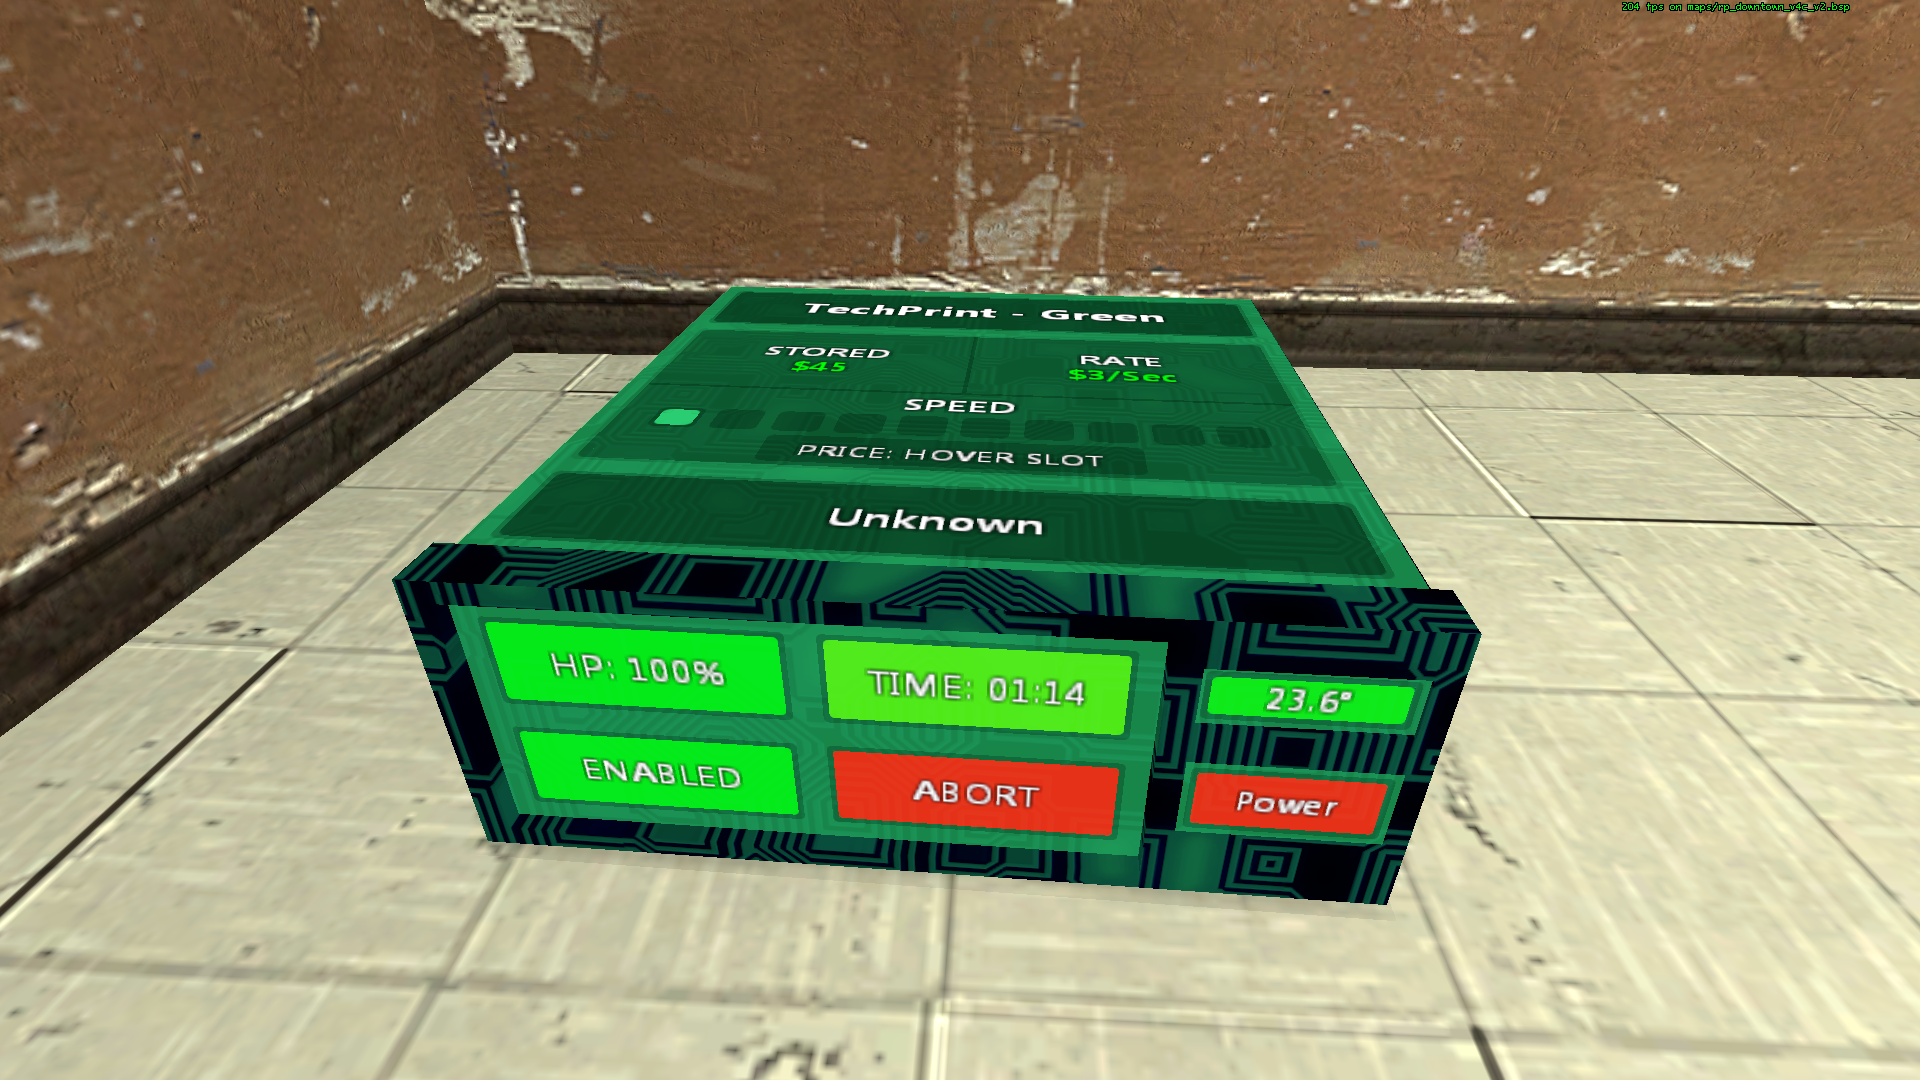 204 fps on maps/rp_downtown_v4c_v2.bsp
TechPrint - Green
STORED
$45
RATE
$3/Sec
SPEED
PRICE: HOVER SLOT
Unknown
HP: 100%
TIME: 01:14
23.6°
ENABLED
ABORT
Power